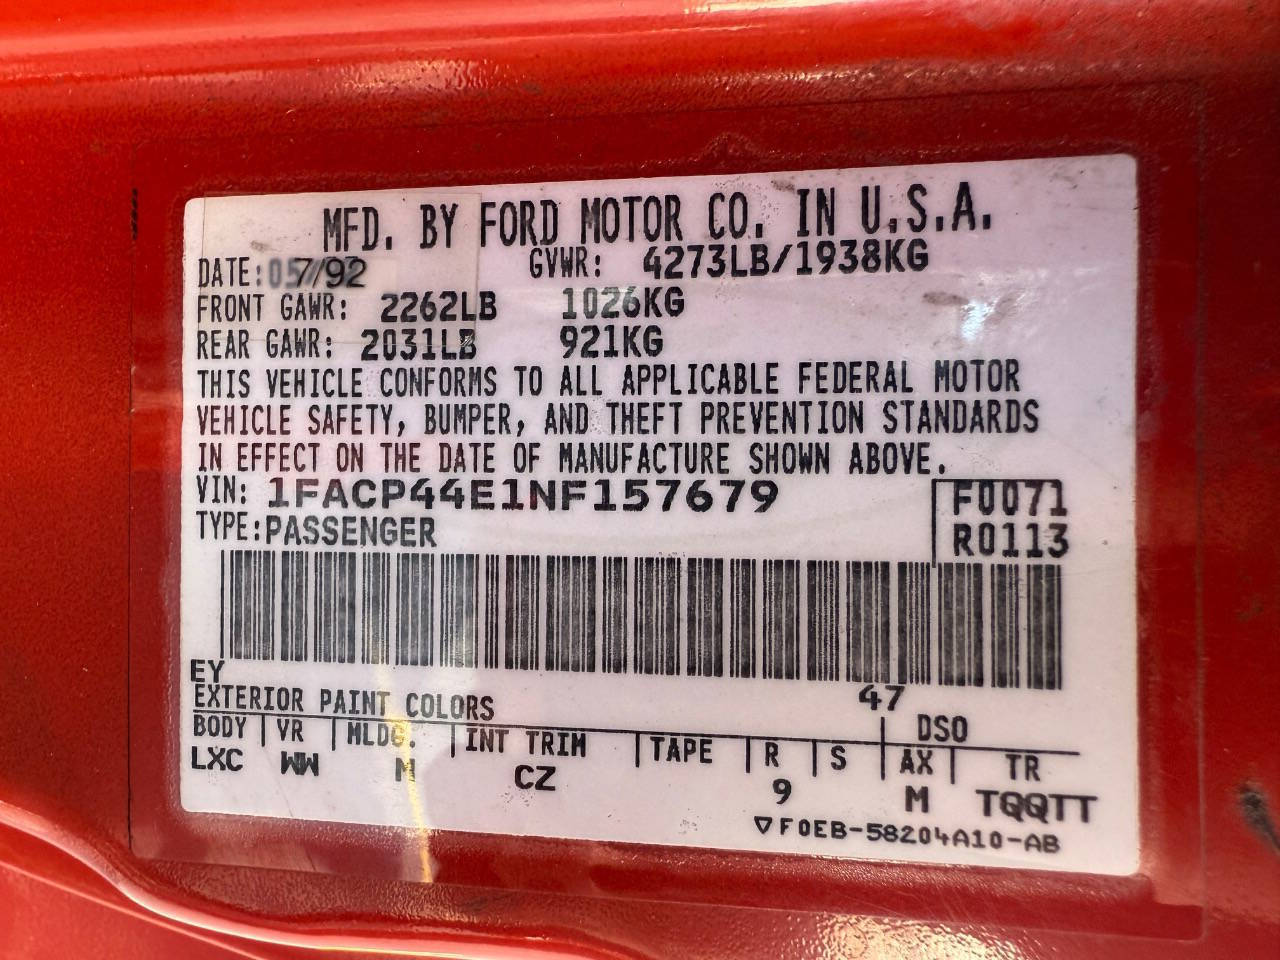 MFD. BY FORD MOTOR CO. IN U.S.A.
DATE: 7/92 GVWR: 4273LB/1938KG
FRONT GAWR: 2262LB 1026KG
REAR GAWR: 2031LB 921KG
THIS VEHICLE CONFORMS TO ALL APPLICABLE FEDERAL MOTOR
VEHICLE SAFETY, BUMPER, AND THEFT PREVENTION STANDARDS
IN EFFECT ON THE DATE OF MANUFACTURE SHOWN ABOVE.
VIN: 1FACP44E1NF157679 F0071
TYPE: PASSENGER R0113
EY 47
EXTERIOR PAINT COLORS DSO
BODY VR MLDG. INT TRIM TAPE R S AX TR
LXC WW M CZ 9 M TQQTT
▽F0EB-58204A10-AB